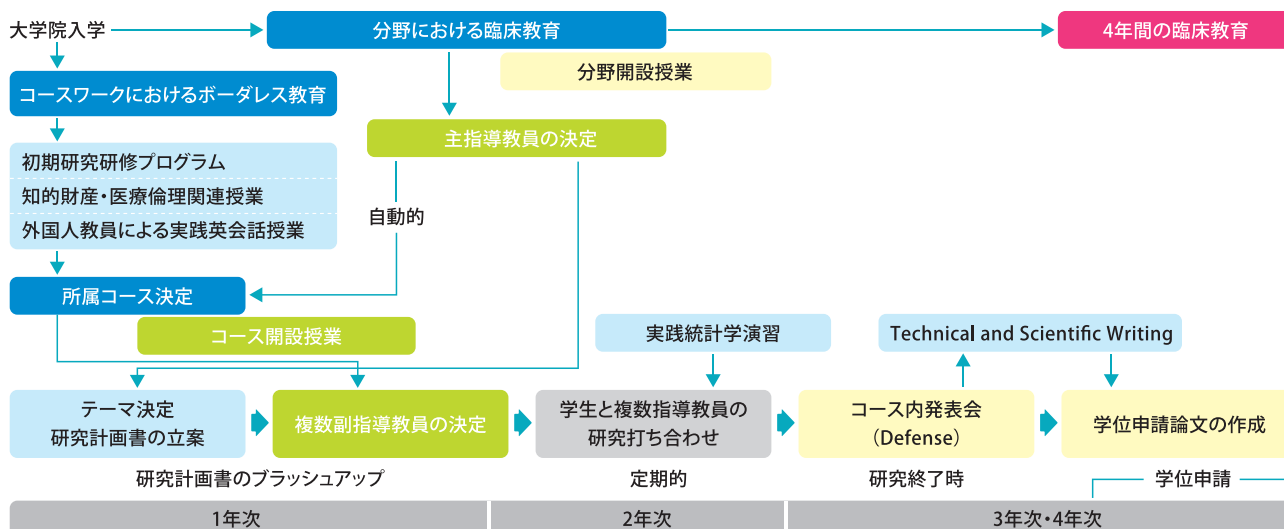 大学院入学
分野における臨床教育
4年間の臨床教育
分野開設授業
コースワークにおけるボーダレス教育
主指導教員の決定
初期研究研修プログラム
知的財産・医療倫理関連授業
外国人教員による実践英会話授業
自動的
所属コース決定
コース開設授業
実践統計学演習
Technical and Scientific Writing
テーマ決定
研究計画書の立案
複数副指導教員の決定
学生と複数指導教員の
研究打ち合わせ
コース内発表会
（Defense）
学位申請論文の作成
研究計画書のブラッシュアップ
定期的
研究終了時
学位申請
1年次
2年次
3年次・4年次